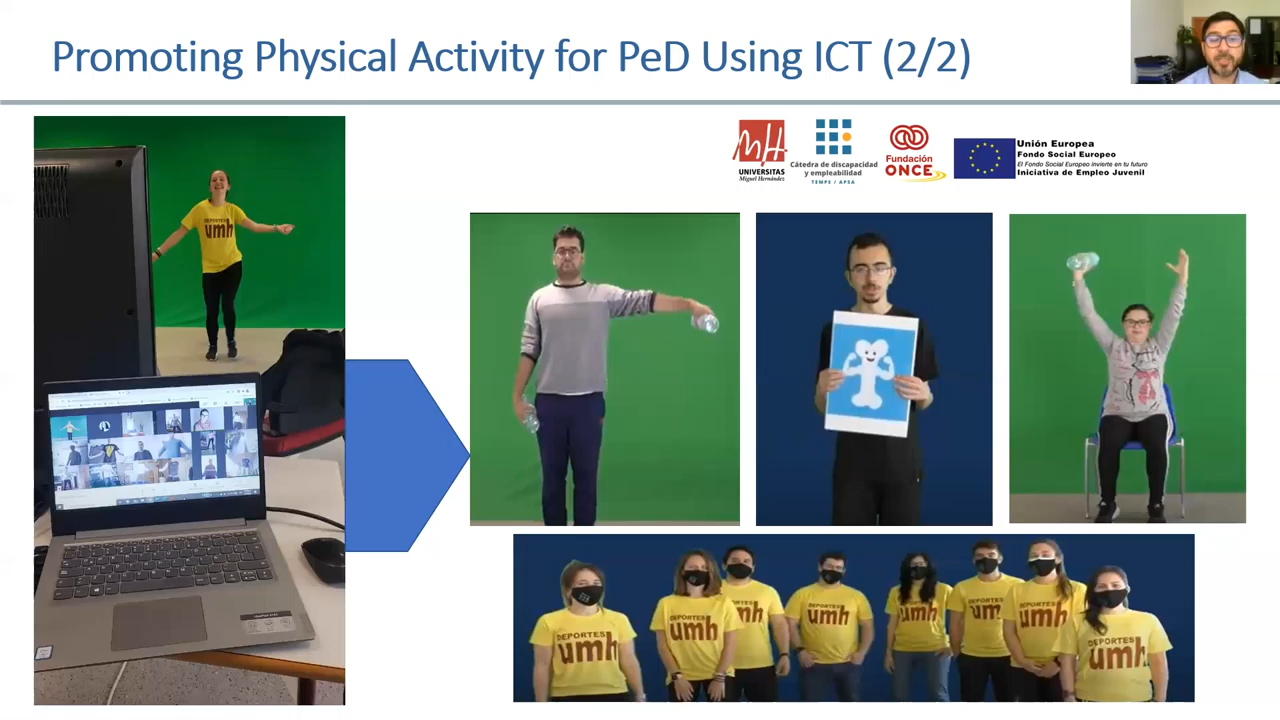 Promoting Physical Activity for PeD Using ICT (2/2)
UNIVERSITAS
Miguel Hernández
Cátedra de discapacidad
y empleabilidad
TEMPE / APSA
Fundación
ONCE
Unión Europea
Fondo Social Europeo
El Fondo Social Europeo invierte en tu futuro
Iniciativa de Empleo Juvenil
DEPORTES
umh
DEPORTES
umh
DEPORTES
umh
DEPORTES
umh
DEPORTES
umh
DEPORTES
umh
DEPORTES
um
DEPORTES
umh
DEPORTES
umh